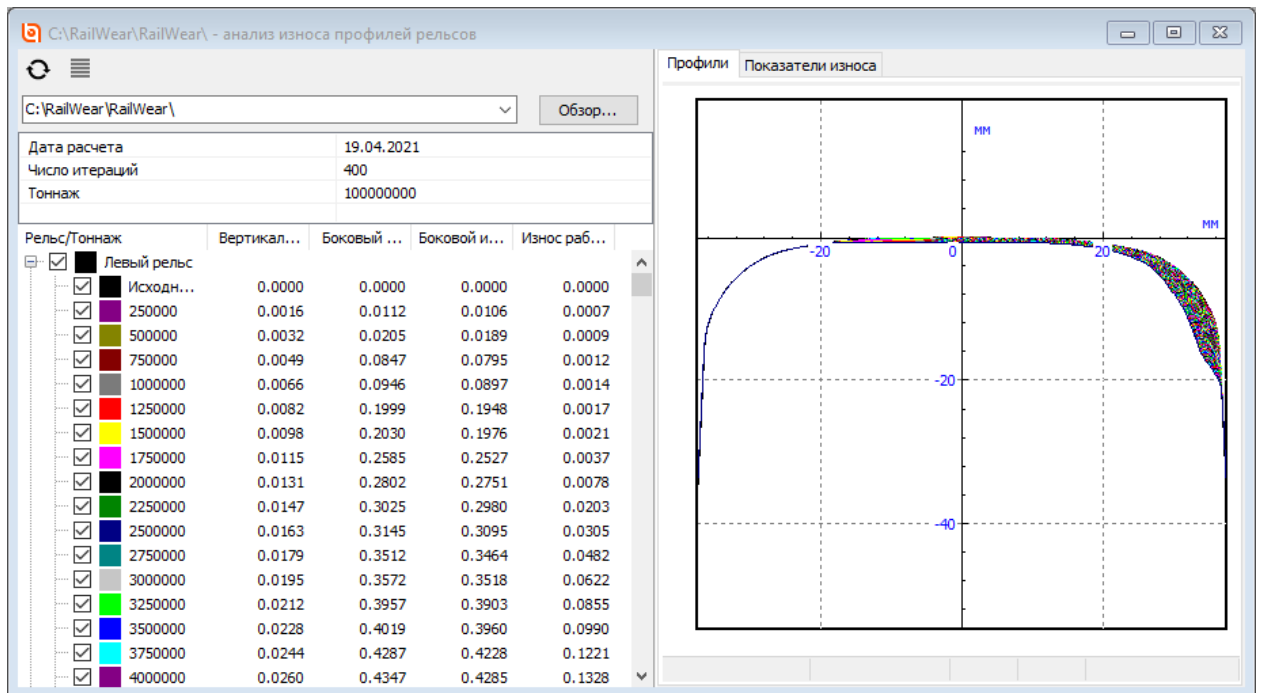 C:\RailWear\RailWear\ - анализ износа профилей рельсов
C:\RailWear\RailWear\ Обзор...
Дата расчета 19.04.2021
Число итераций 400
Тоннаж 100000000
Рельс/Тоннаж Вертикал... Боковый ... Боковой и... Износ раб...
Левый рельс
Исходн... 0.0000 0.0000 0.0000 0.0000
250000 0.0016 0.0112 0.0106 0.0007
500000 0.0032 0.0205 0.0189 0.0009
750000 0.0049 0.0847 0.0795 0.0012
1000000 0.0066 0.0946 0.0897 0.0014
1250000 0.0082 0.1999 0.1948 0.0017
1500000 0.0098 0.2030 0.1976 0.0021
1750000 0.0115 0.2585 0.2527 0.0037
2000000 0.0131 0.2802 0.2751 0.0078
2250000 0.0147 0.3025 0.2980 0.0203
2500000 0.0163 0.3145 0.3095 0.0305
2750000 0.0179 0.3512 0.3464 0.0482
3000000 0.0195 0.3572 0.3518 0.0622
3250000 0.0212 0.3957 0.3903 0.0855
3500000 0.0228 0.4019 0.3960 0.0990
3750000 0.0244 0.4287 0.4228 0.1221
4000000 0.0260 0.4347 0.4285 0.1328
Профили Показатели износа
мм
мм
-20 0 20
-20
-40